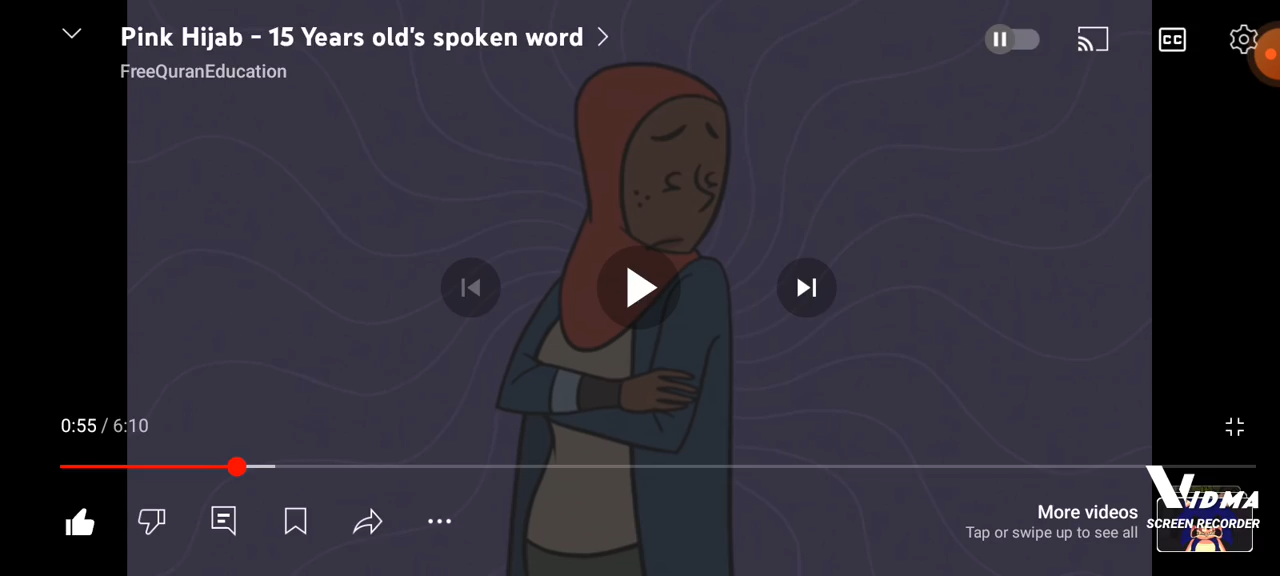 Pink Hijab - 15 Years old's spoken word
FreeQuranEducation
CC
0:55 / 6:10
More videos
Tap or swipe up to see all
VIDMA
SCREEN RECORDER